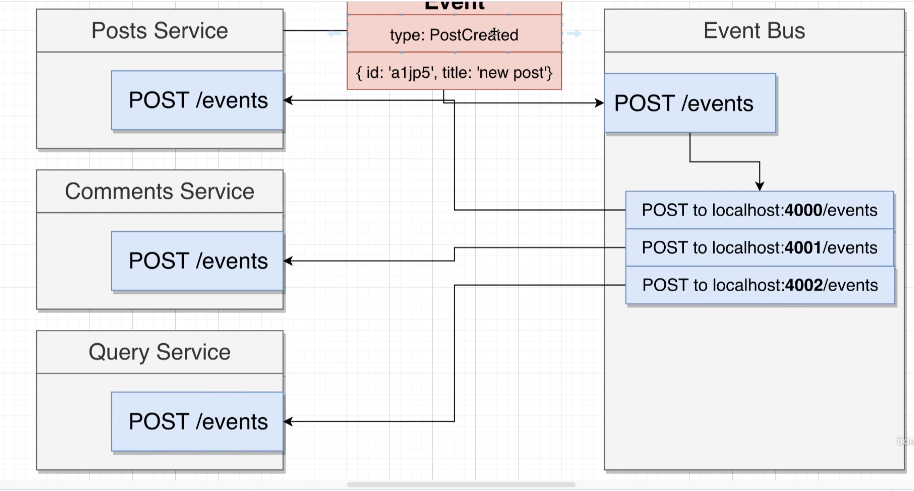 Event
Posts Service
type: PostCreated
Event Bus
{ id: 'a1jp5', title: 'new post'}
POST /events
POST /events
Comments Service
POST to localhost:4000/events
POST /events
POST to localhost:4001/events
POST to localhost:4002/events
Query Service
POST /events